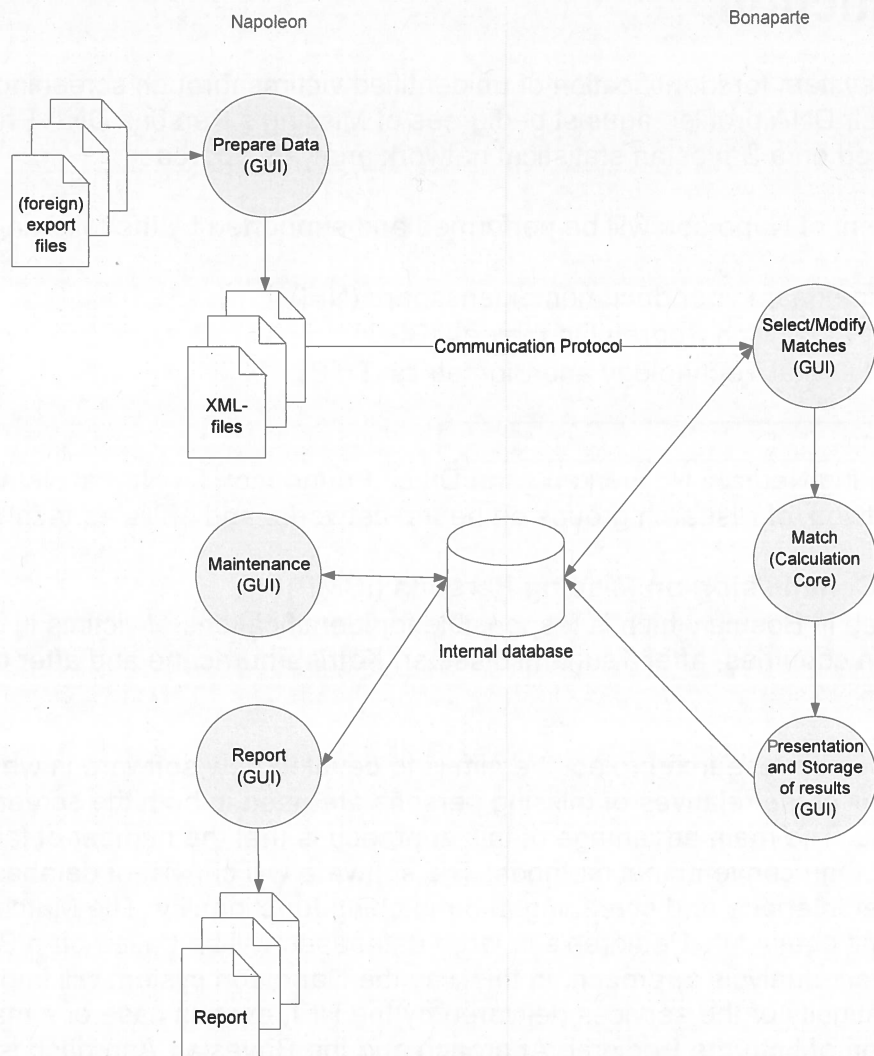 Napoleon
Bonaparte
Prepare Data
(GUI)
(foreign)
export
files
Select/Modify
Matches
(GUI)
Communication Protocol
XML-
files
Match
(Calculation
Core)
Maintenance
(GUI)
Internal database
Report
(GUI)
Presentation
and Storage
of results
(GUI)
Report